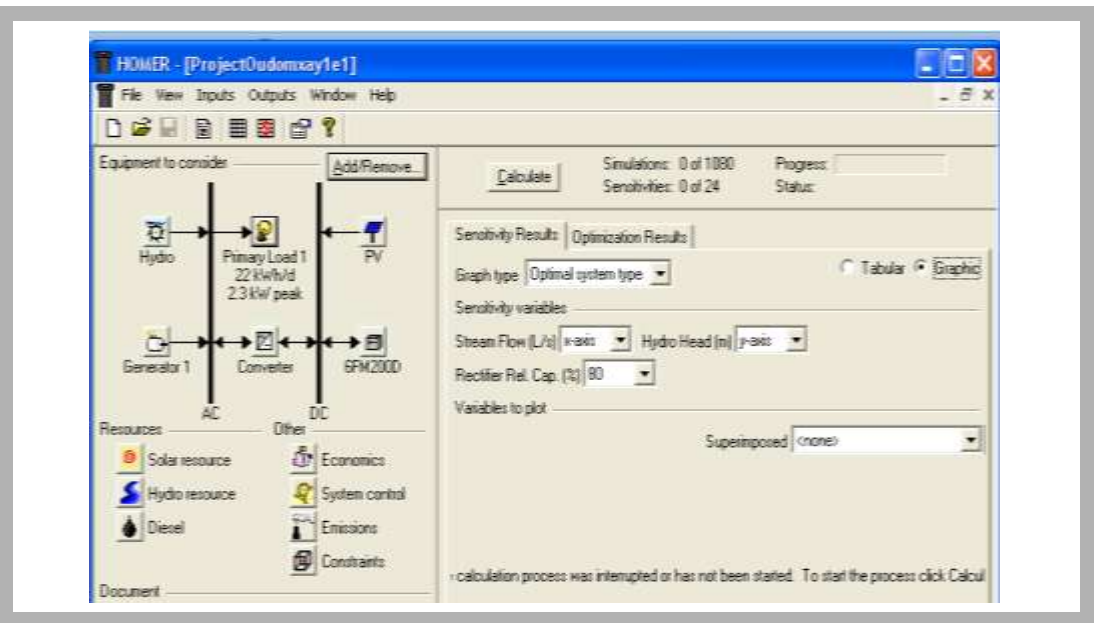 HOMER - [ProjectOudomxay1e1]
File View Inputs Outputs Window Help
Equipment to consider
Add/Remove...
Hydro
Primary Load 1
22 kWh/d
2.3 kW peak
PV
Generator 1
Converter
6FM200D
AC
DC
Resources
Other
Solar resource
Economics
Hydro resource
System control
Diesel
Emissions
Constraints
Document
Calculate
Simulations: 0 of 1080
Progress:
Sensitivities: 0 of 24
Status:
Sensitivity Results
Optimization Results
Graph type
Optimal system type
Tabular
Graphic
Sensitivity variables
Stream Flow (L/s) x-axis
Hydro Head (m) y-axis
Rectifier Rel. Cap. (%) 80
Variables to plot
Superimposed <none>
calculation process was interrupted or has not been started. To start the process click Calcul